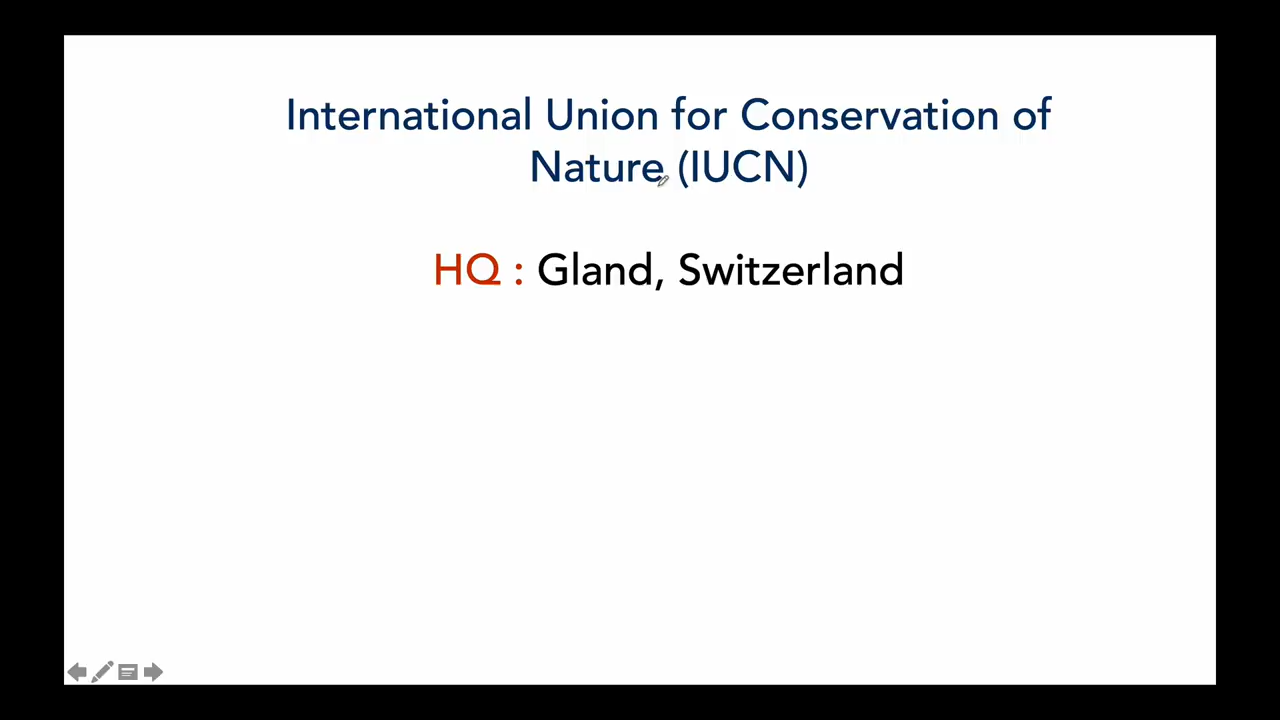 International Union for Conservation of
Nature (IUCN)
HQ : Gland, Switzerland